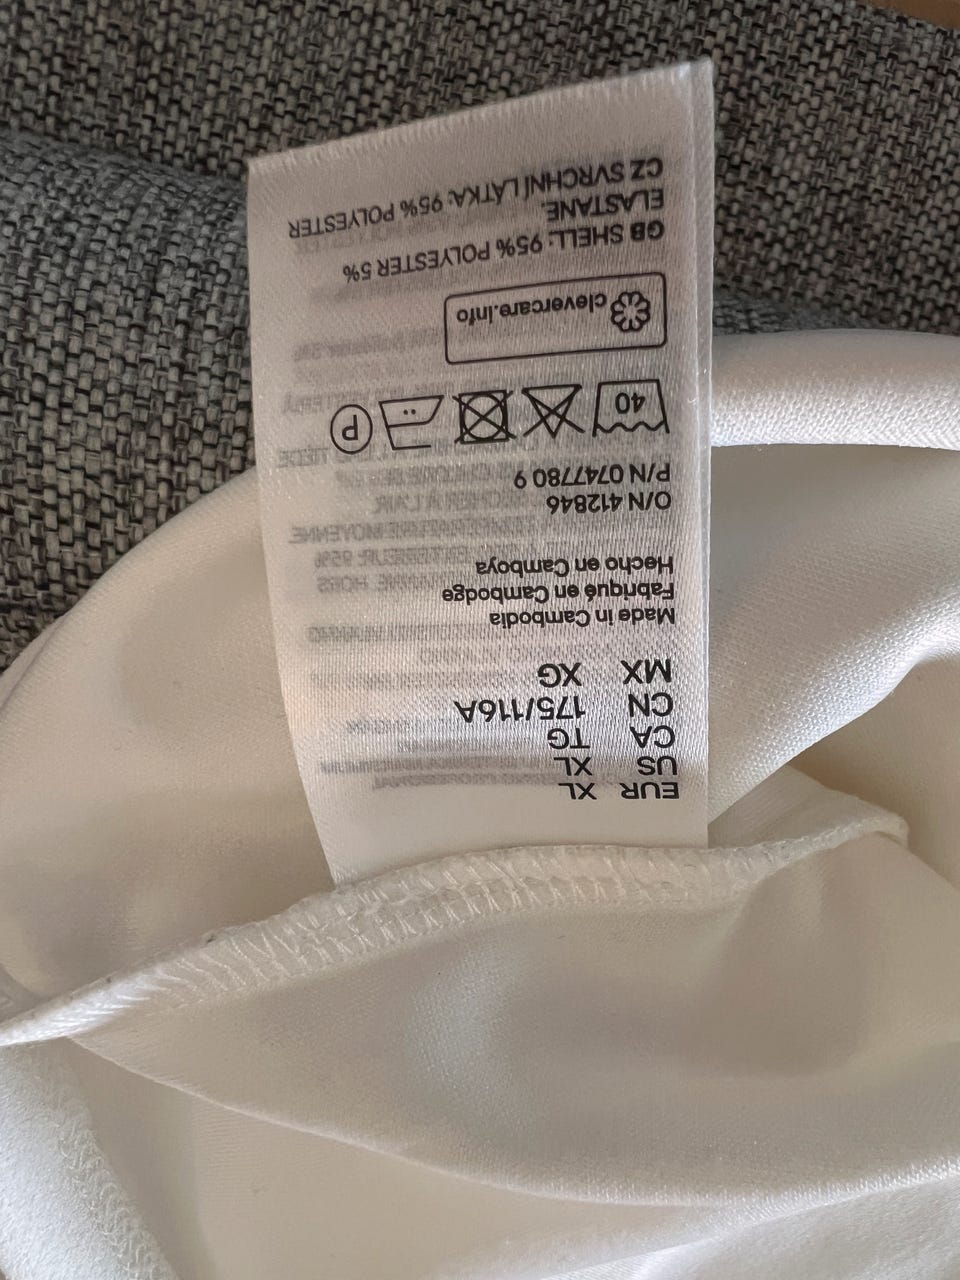 EUR XL
US XL
CA TG
CN 175/116A
MX XG
Made in Cambodia
Fabriqué en Cambodge
Hecho en Camboya
O/N 412846
P/N 0747780 9
40
P
clevercare.info
GB SHELL: 95% POLYESTER 5%
ELASTANE.
CZ SVRCHNÍ LÁTKA: 95% POLYESTER